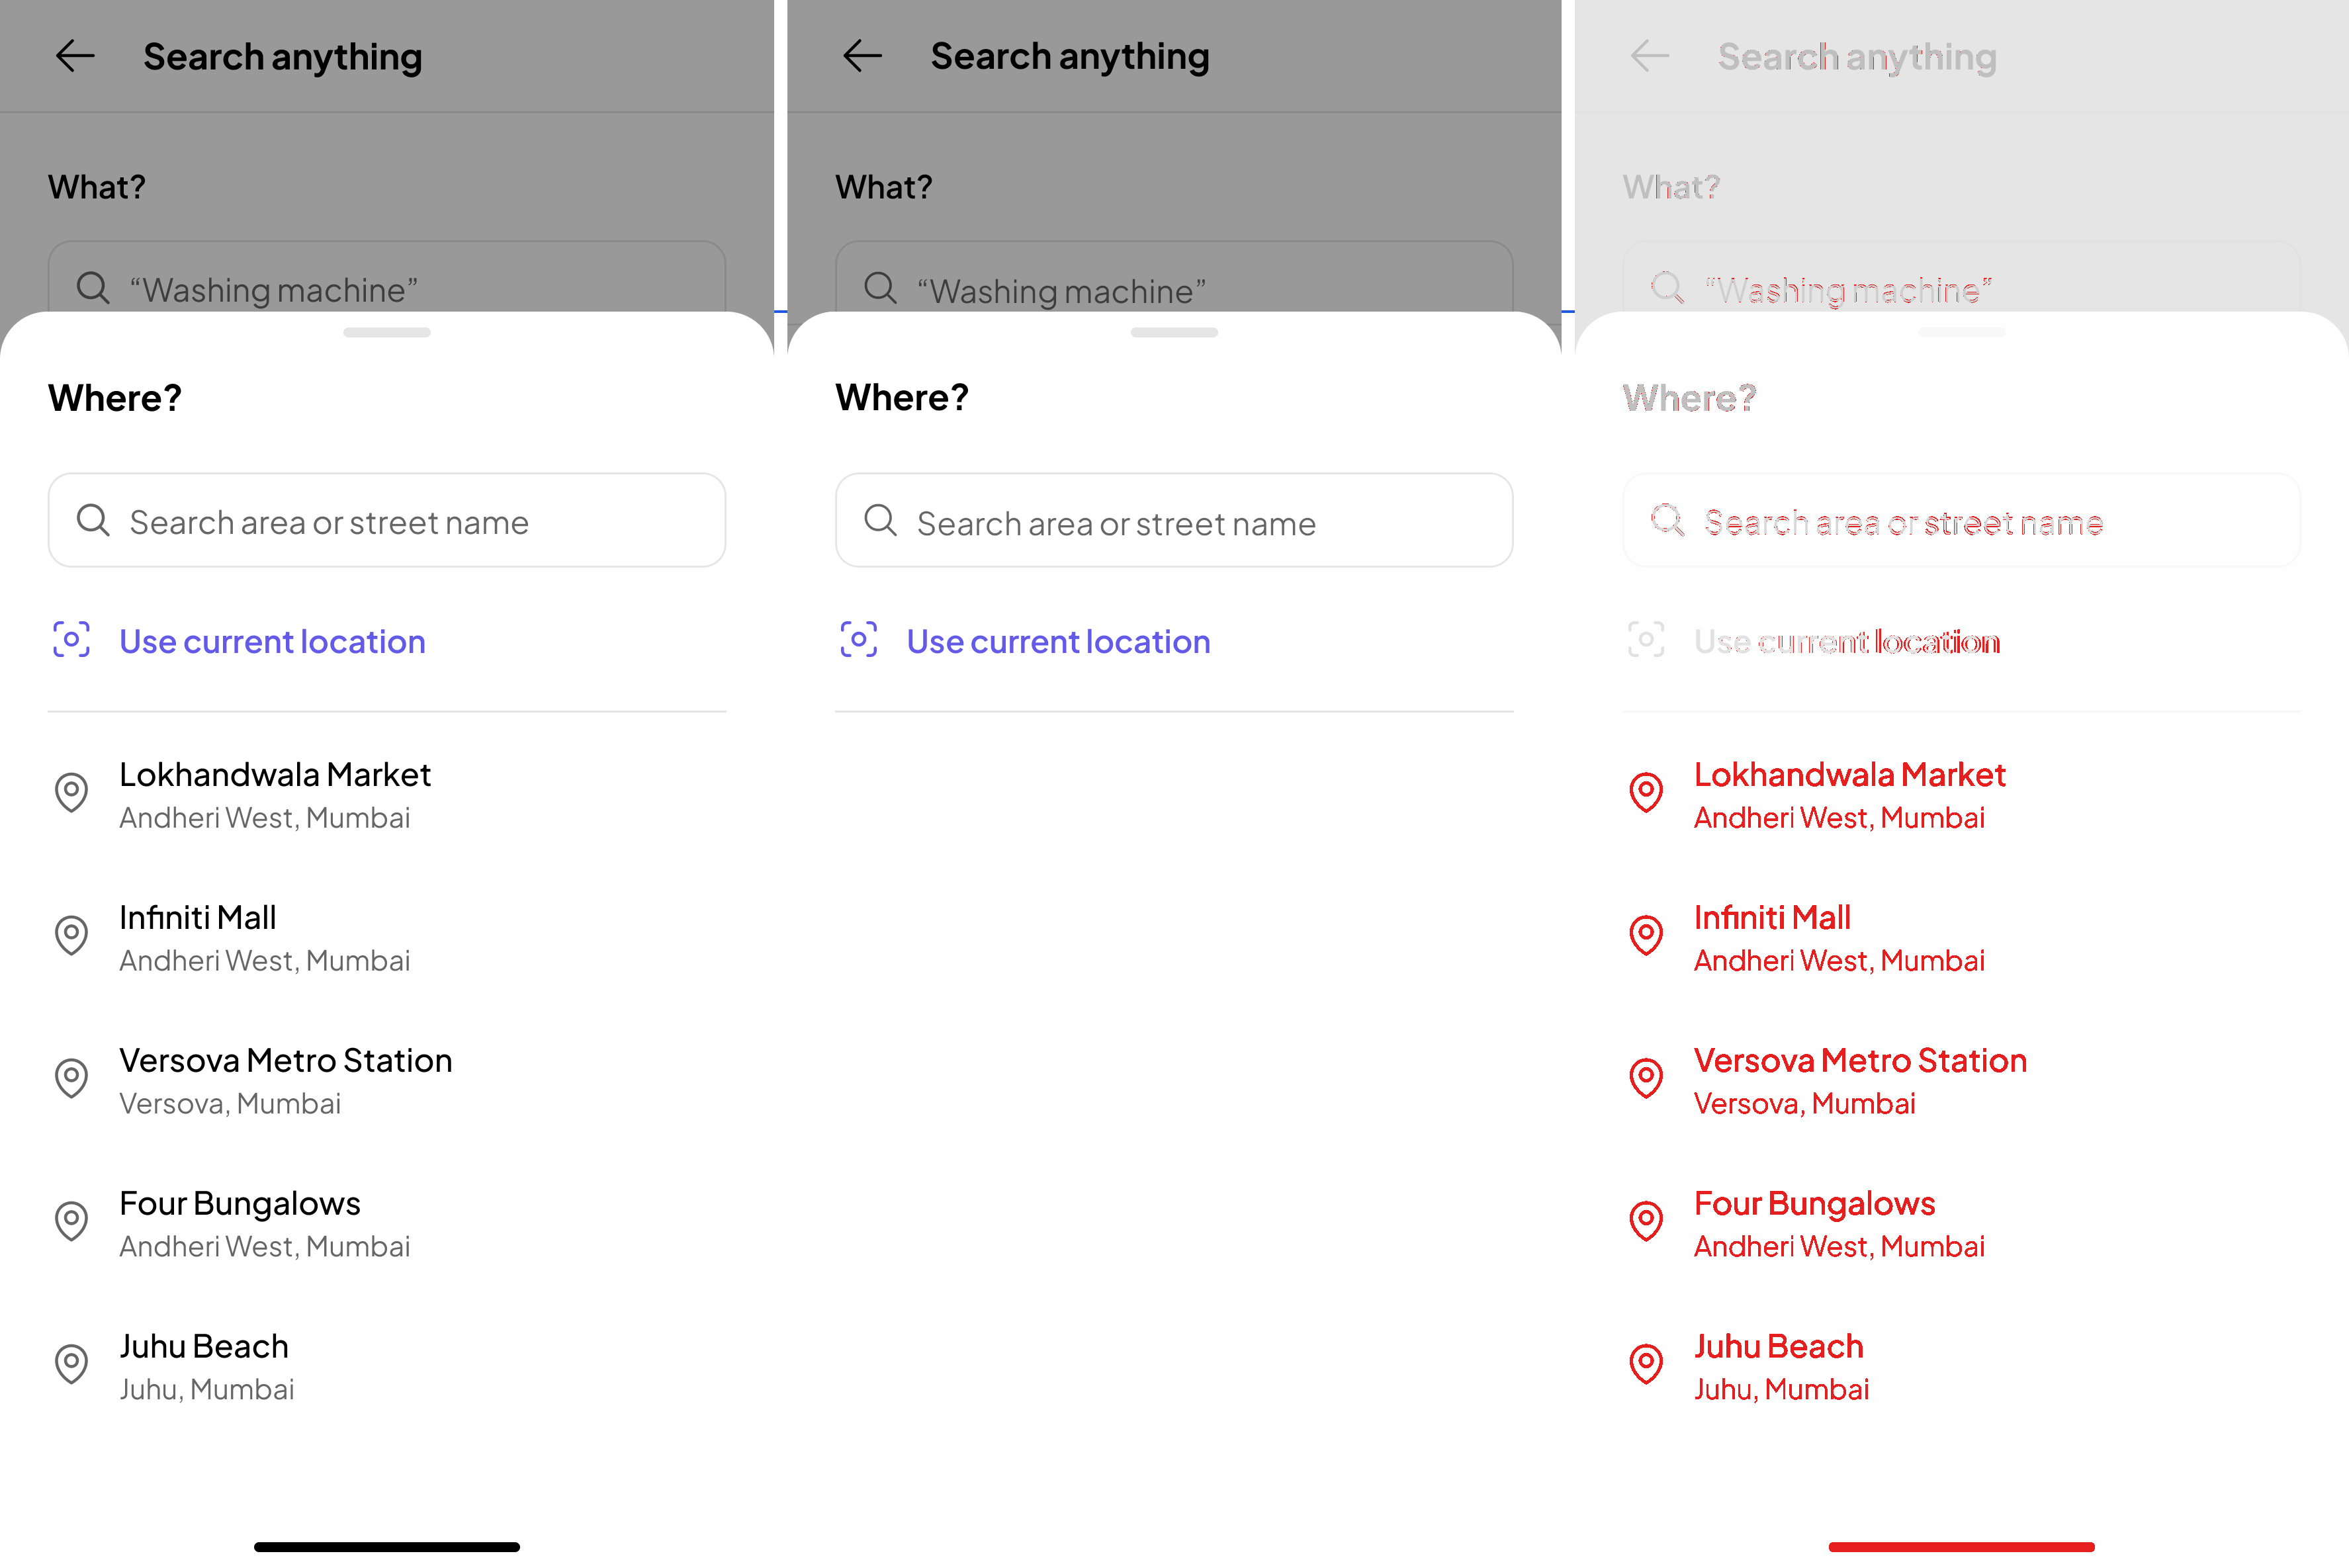 Search anything
What?
“Washing machine”
Where?
Search area or street name
Use current location
Lokhandwala Market
Andheri West, Mumbai
Infiniti Mall
Andheri West, Mumbai
Versova Metro Station
Versova, Mumbai
Four Bungalows
Andheri West, Mumbai
Juhu Beach
Juhu, Mumbai
Search anything
What?
“Washing machine”
Where?
Search area or street name
Use current location
Search anything
What?
“Washing machine”
Where?
Search area or street name
Use current location
Lokhandwala Market
Andheri West, Mumbai
Infiniti Mall
Andheri West, Mumbai
Versova Metro Station
Versova, Mumbai
Four Bungalows
Andheri West, Mumbai
Juhu Beach
Juhu, Mumbai